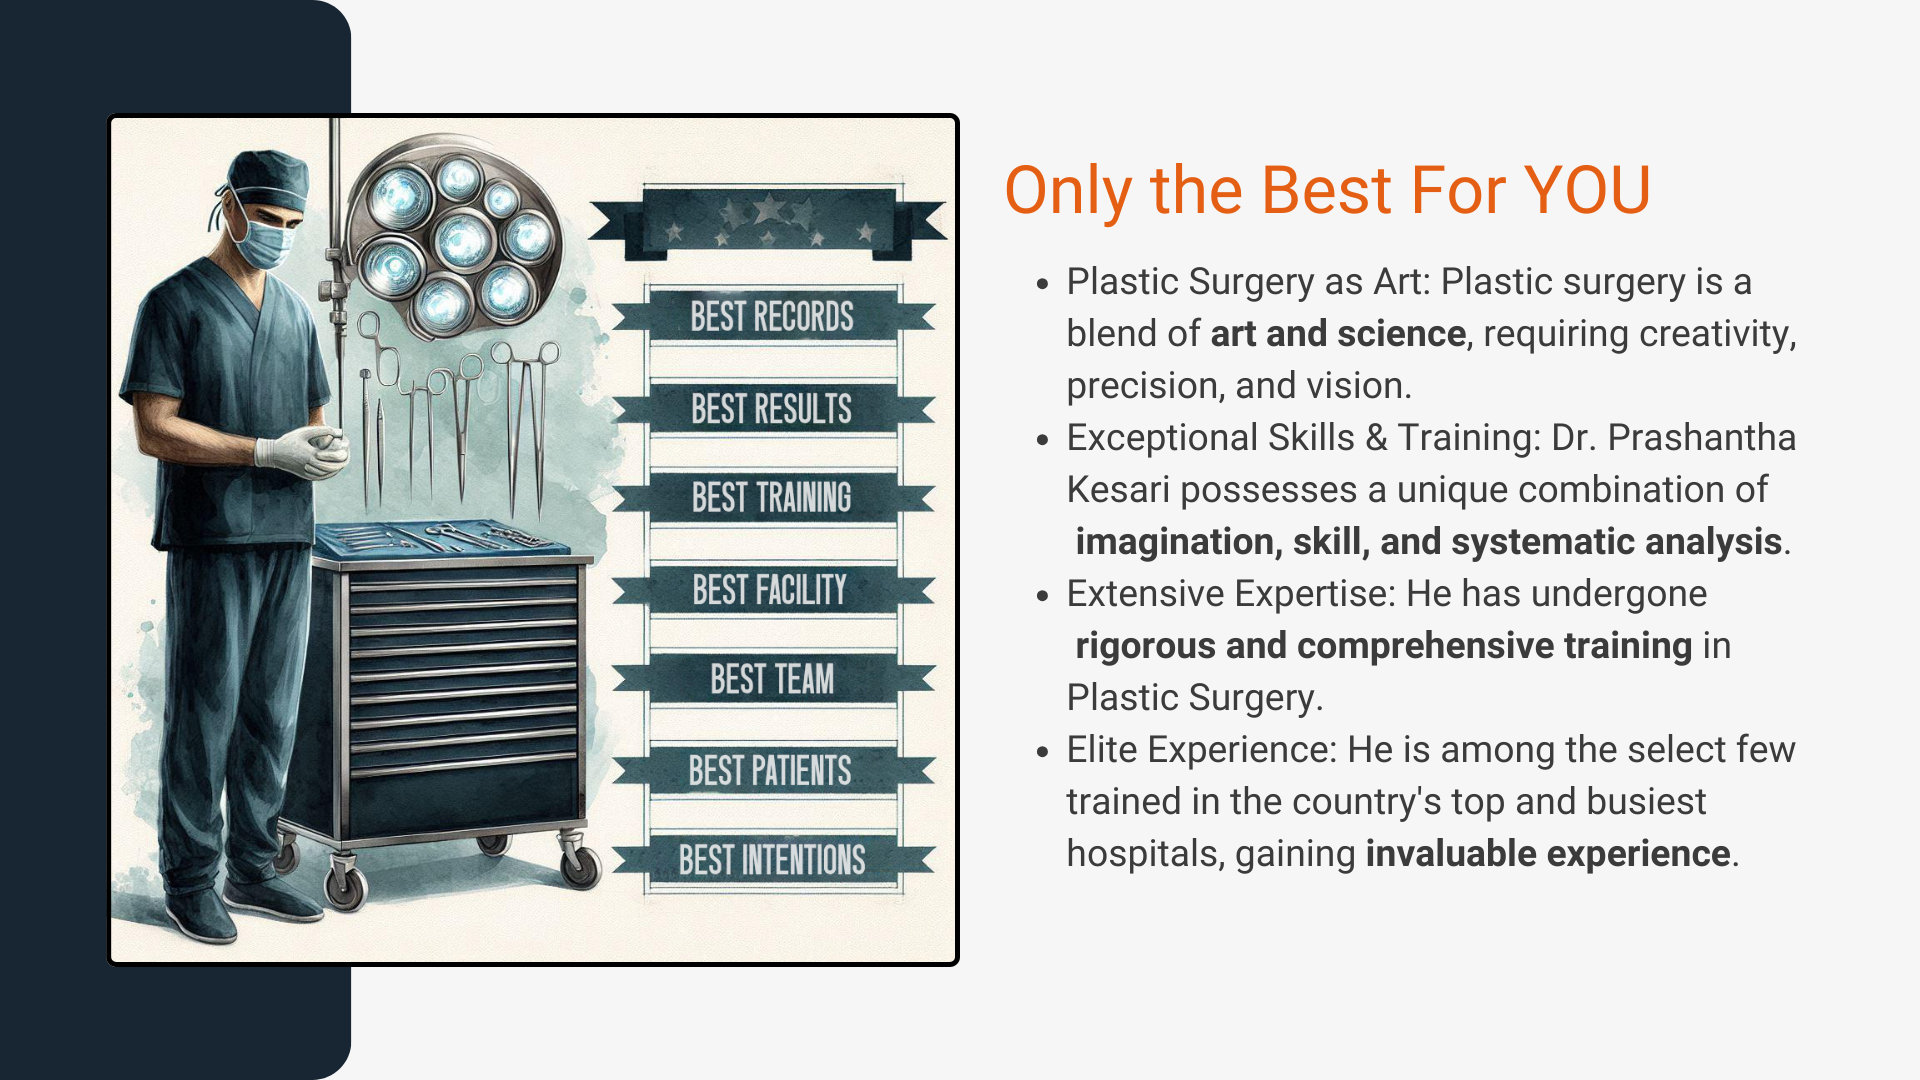 BEST RECORDS
BEST RESULTS
BEST TRAINING
BEST FACILITY
BEST TEAM
BEST PATIENTS
BEST INTENTIONS
Only the Best For YOU
• Plastic Surgery as Art: Plastic surgery is a
blend of art and science, requiring creativity,
precision, and vision.
• Exceptional Skills & Training: Dr. Prashantha
Kesari possesses a unique combination of
imagination, skill, and systematic analysis.
• Extensive Expertise: He has undergone
rigorous and comprehensive training in
Plastic Surgery.
• Elite Experience: He is among the select few
trained in the country's top and busiest
hospitals, gaining invaluable experience.